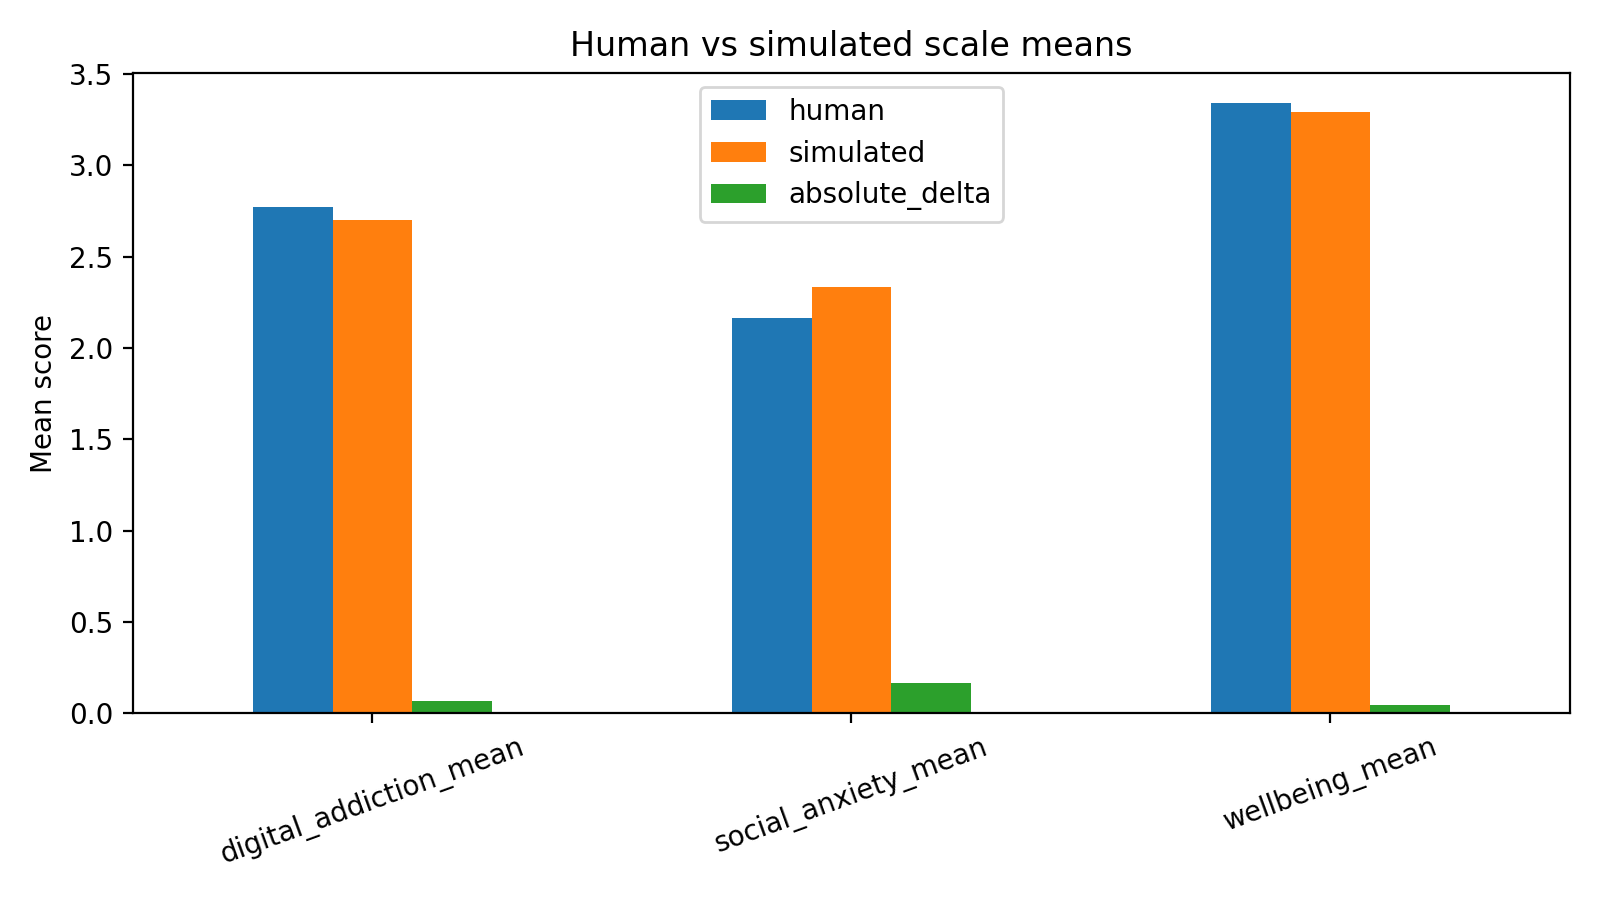 Human vs simulated scale means
human
simulated
absolute_delta
Mean score
3.5
3.0
2.5
2.0
1.5
1.0
0.5
0.0
digital_addiction_mean
social_anxiety_mean
wellbeing_mean